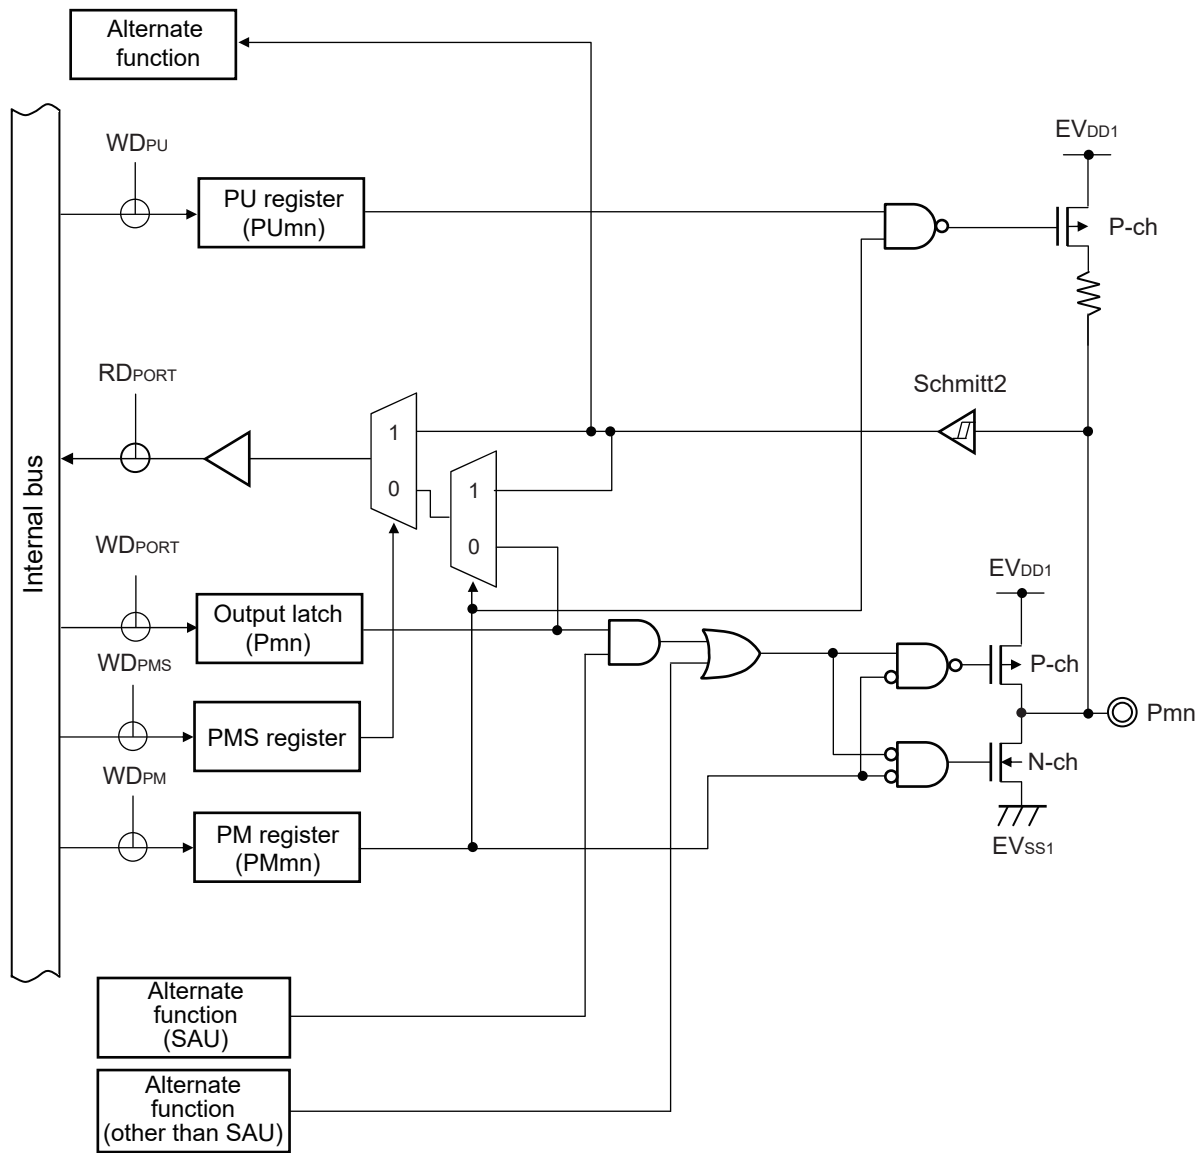 Alternate
function
WDPU
EVDD1
PU register
(PUmn)
P-ch
RDPORT
Schmitt2
1
0
1
0
Internal bus
WDPORT
EVDD1
Output latch
(Pmn)
WDPMS
P-ch
Pmn
PMS register
N-ch
WDPM
PM register
(PMmn)
EVSS1
Alternate
function
(SAU)
Alternate
function
(other than SAU)